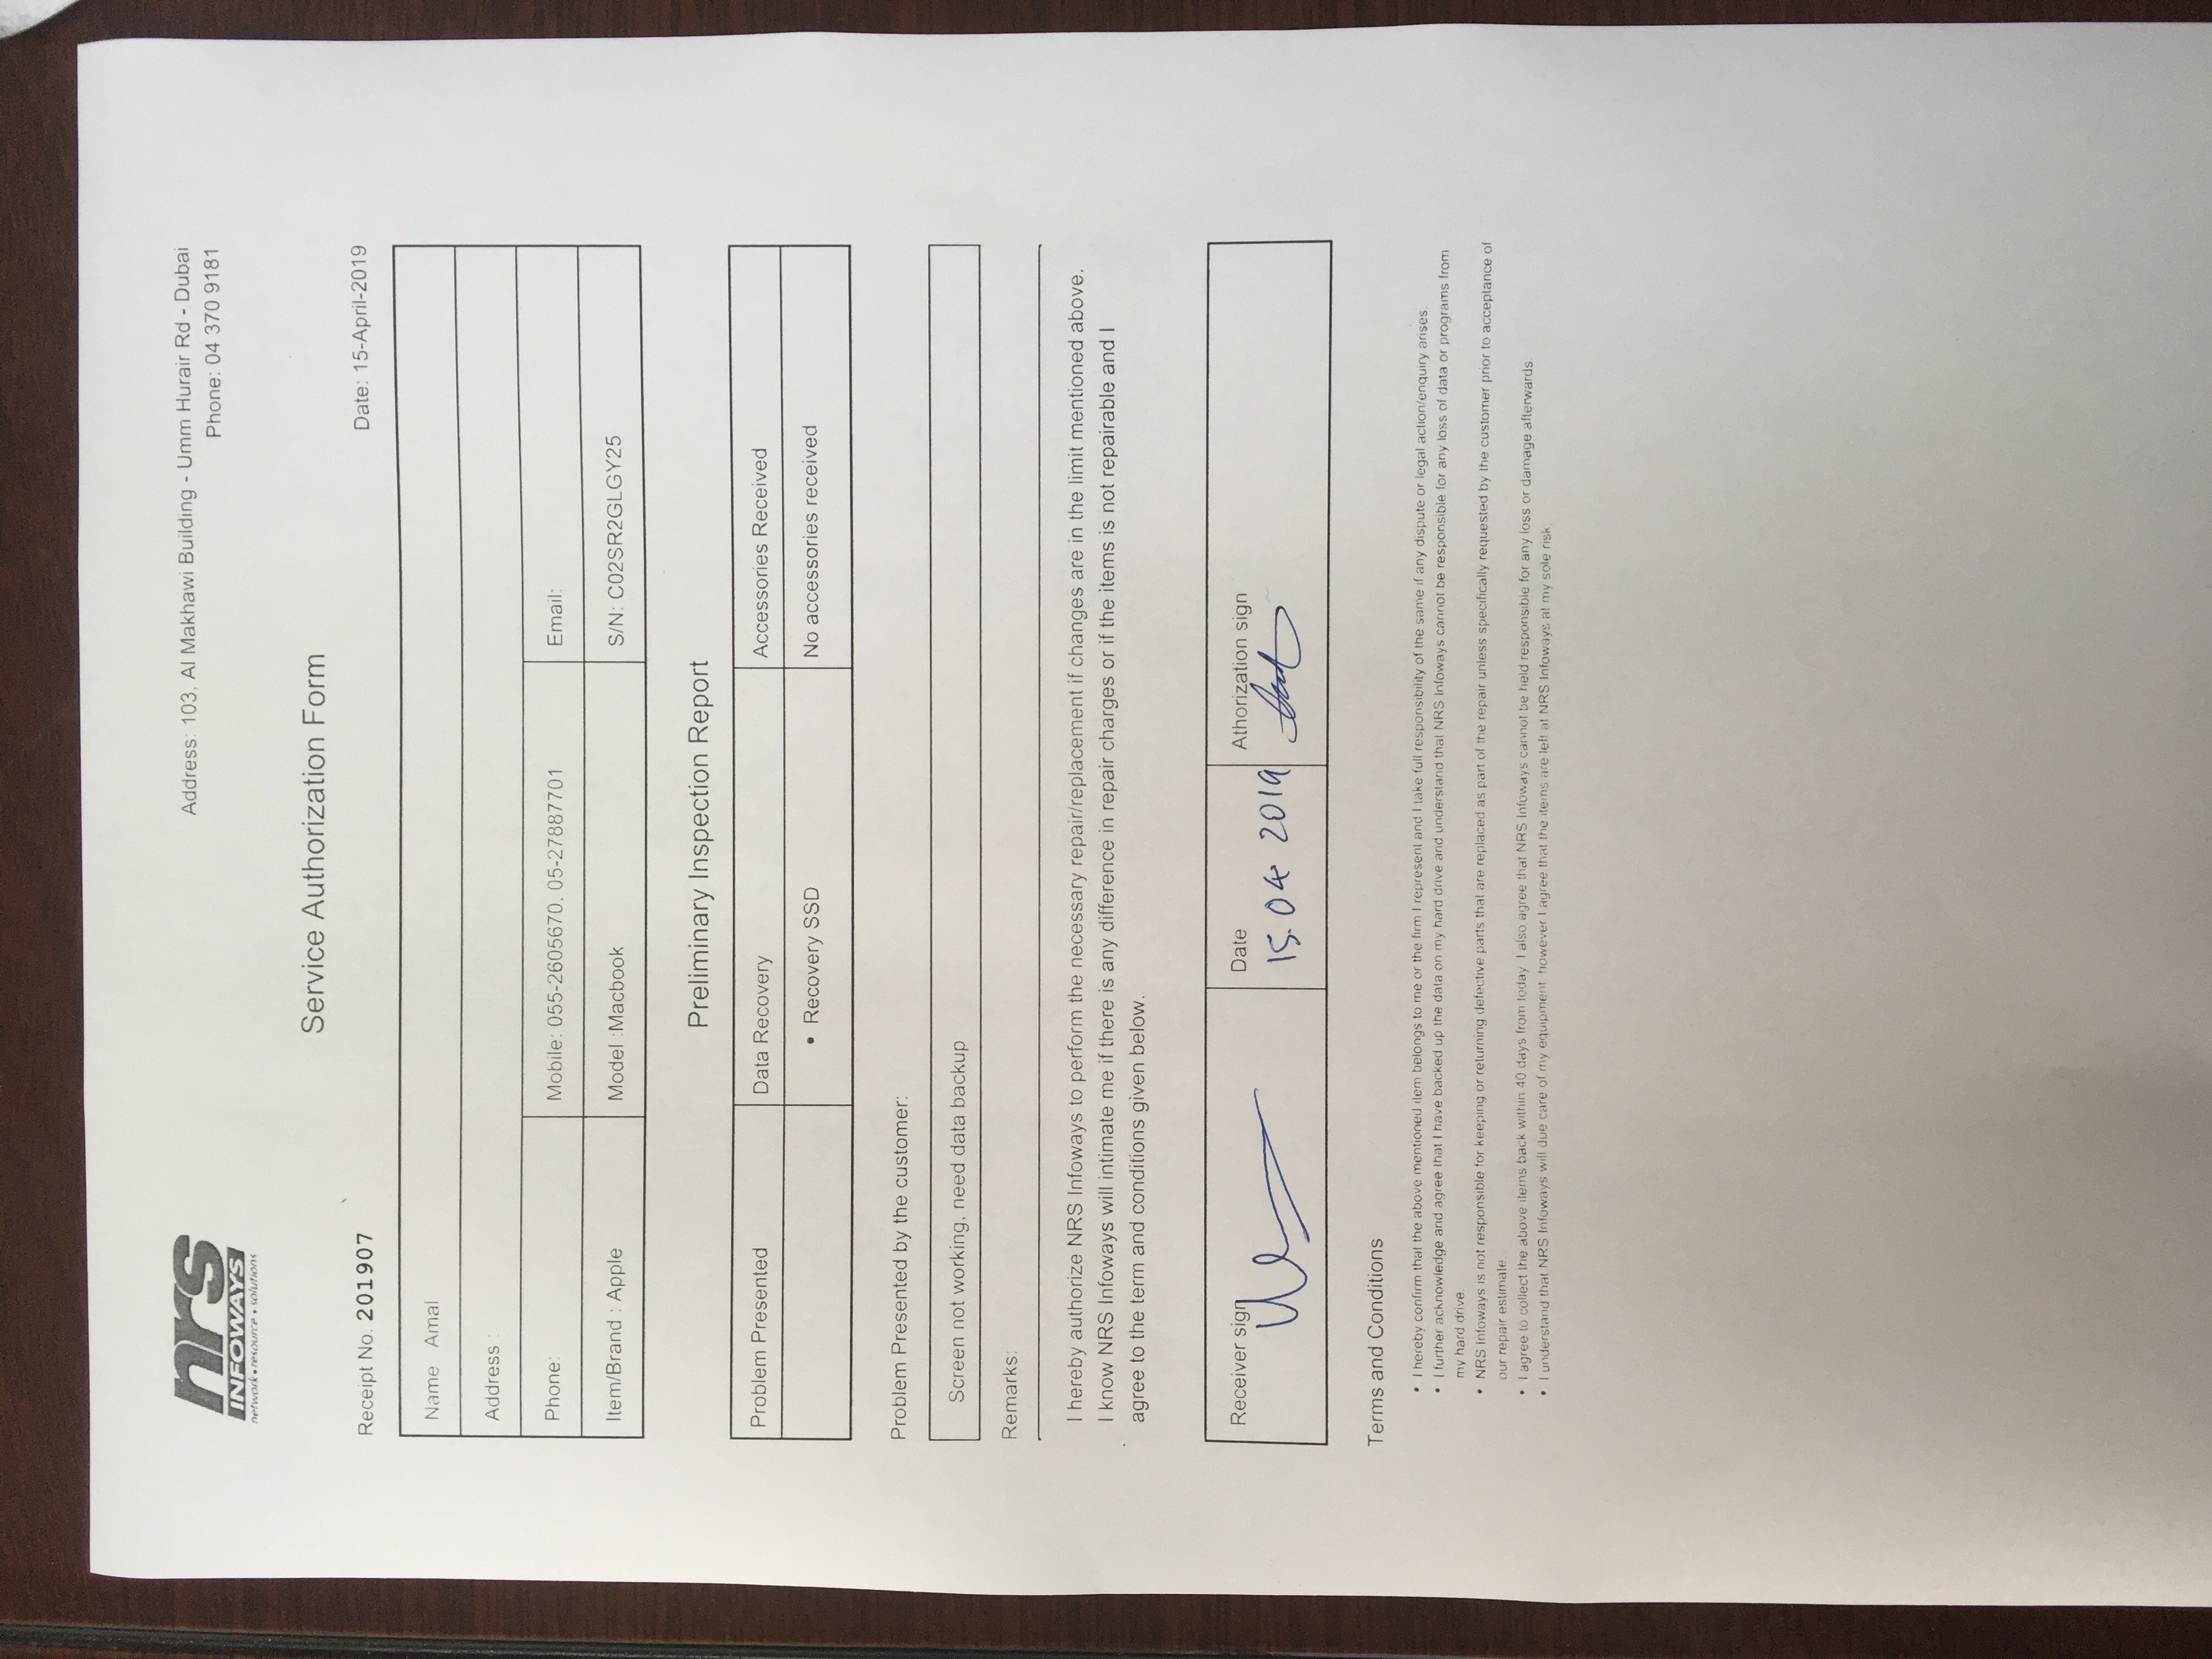 nrs
INFOWAYS
network • resource • solutions
Address: 103, Al Makhawi Building - Umm Hurair Rd - Dubai
Phone: 04 370 9181
Service Authorization Form
Receipt No. 201907
Date: 15-April-2019
Name Amal
Address :
Phone:
Mobile: 055-2605670, 05-27887701
Email:
Item/Brand : Apple
Model :Macbook
S/N: C02SR2GLGY25
Preliminary Inspection Report
Problem Presented
Data Recovery
Accessories Received
• Recovery SSD
No accessories received
Problem Presented by the customer:
Screen not working, need data backup
Remarks:
I hereby authorize NRS Infoways to perform the necessary repair/replacement if changes are in the limit mentioned above.
I know NRS Infoways will intimate me if there is any difference in repair charges or if the items is not repairable and I
agree to the term and conditions given below.
Receiver sign
Date
Athorization sign
15.04 2019
Terms and Conditions
• I hereby confirm that the above mentioned item belongs to me or the firm I represent and I take full responsibility of the same if any dispute or legal action/enquiry arises.
• I further acknowledge and agree that I have backed up the data on my hard drive and understand that NRS Infoways cannot be responsible for any loss of data or programs from
my hard drive.
• NRS Infoways is not responsible for keeping or returning defective parts that are replaced as part of the repair unless specifically requested by the customer prior to acceptance of
our repair estimate.
• I agree to collect the above items back within 40 days from today. I also agree that NRS Infoways cannot be held responsible for any loss or damage afterwards.
• I understand that NRS Infoways will due care of my equipment, however I agree that the items are left at NRS Infoways at my sole risk.